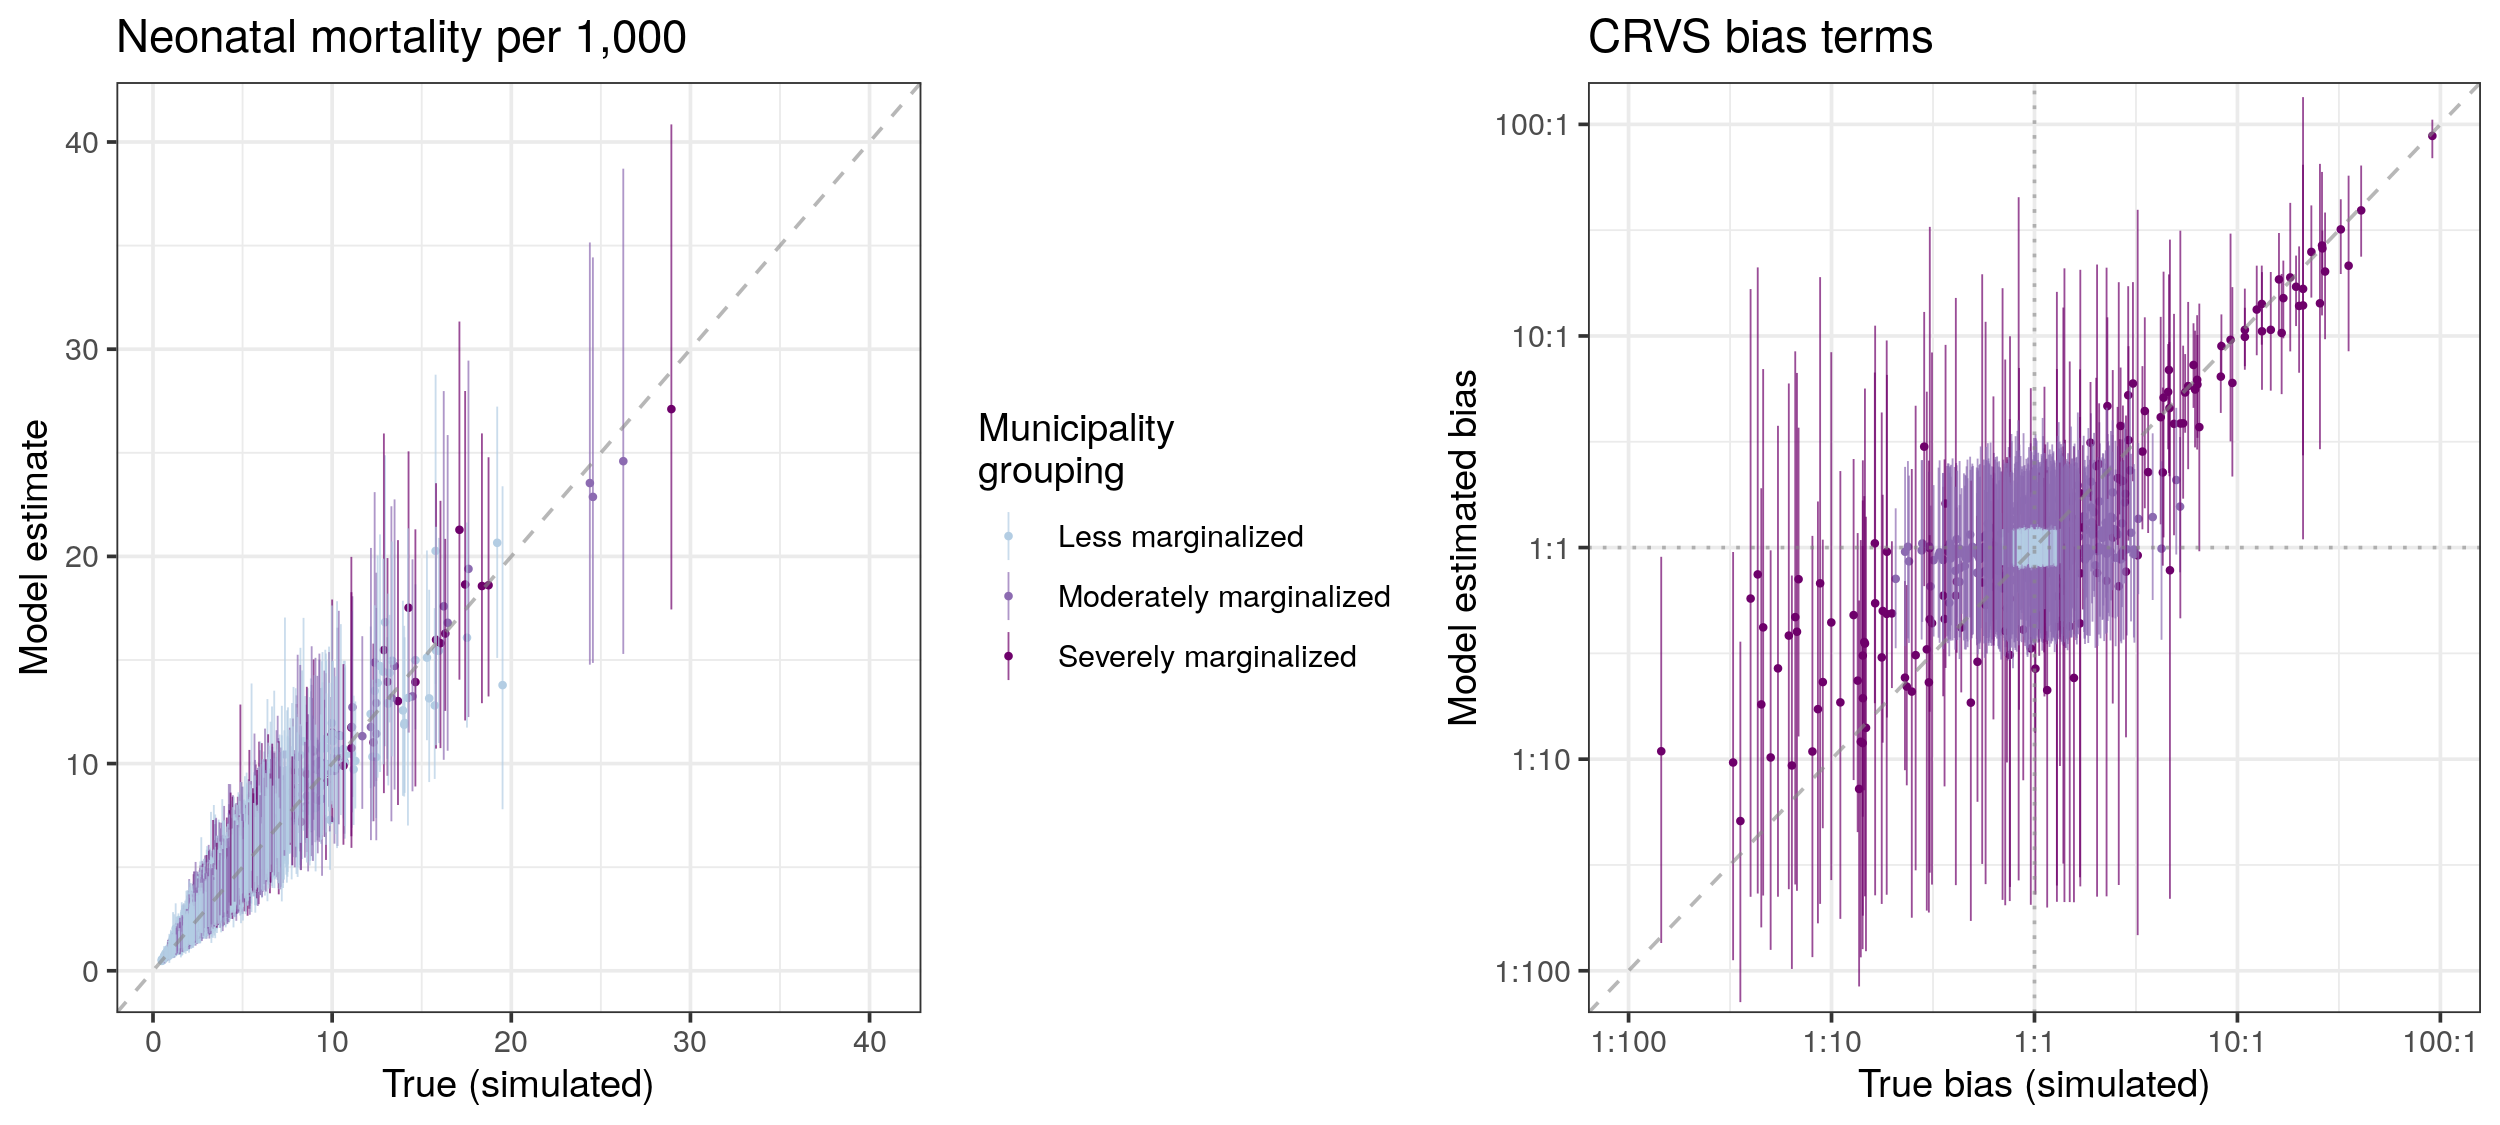 Neonatal mortality per 1,000
Model estimate
40
30
20
10
0
0 10 20 30 40
True (simulated)
Municipality
grouping
Less marginalized
Moderately marginalized
Severely marginalized
CRVS bias terms
Model estimated bias
100:1
10:1
1:1
1:10
1:100
1:100 1:10 1:1 10:1 100:1
True bias (simulated)